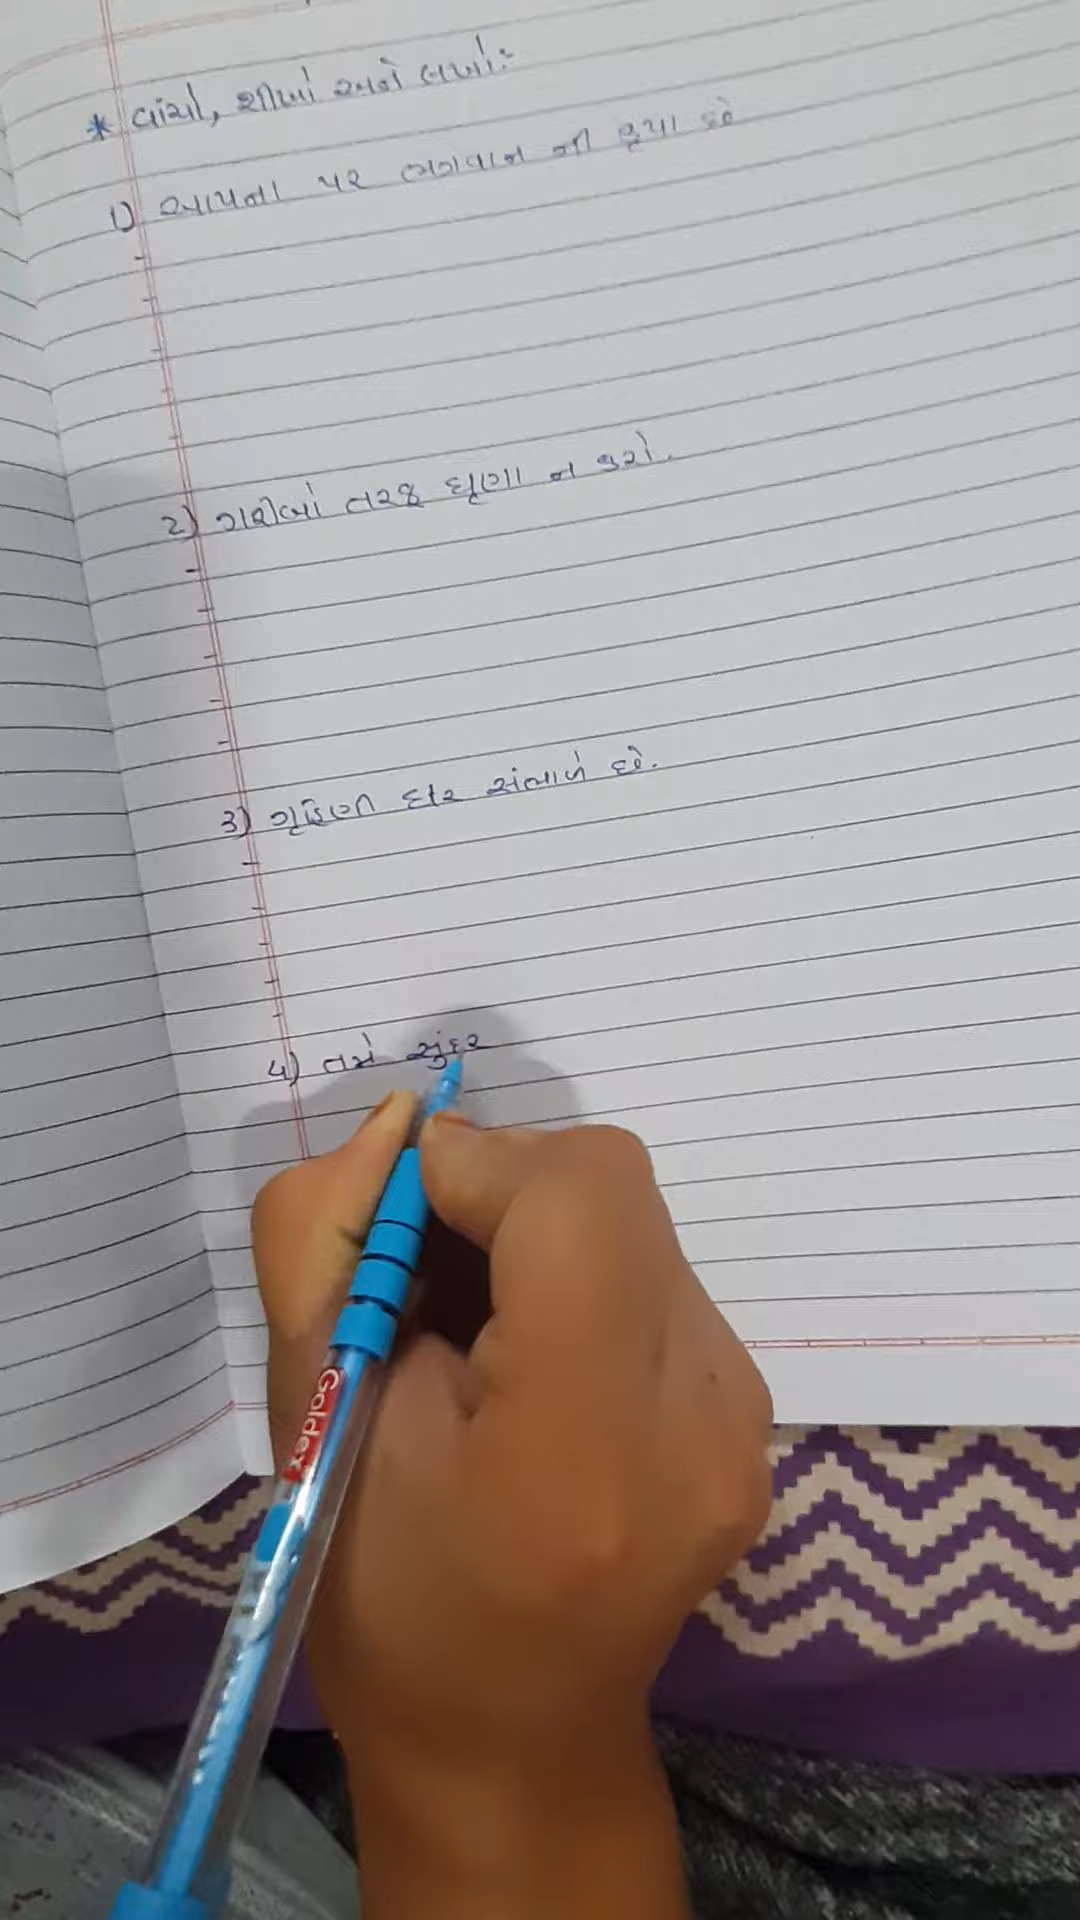 * વાંચો, શીખો અને લખોઃ
1) આપના પર ભગવાન ની કૃપા છે
2) ગરીબો તરફ ઘૃણા ન કરો.
3) ગૃહિણી ઘર સંભાળે છે.
4) તમે સુંદર
Goldex